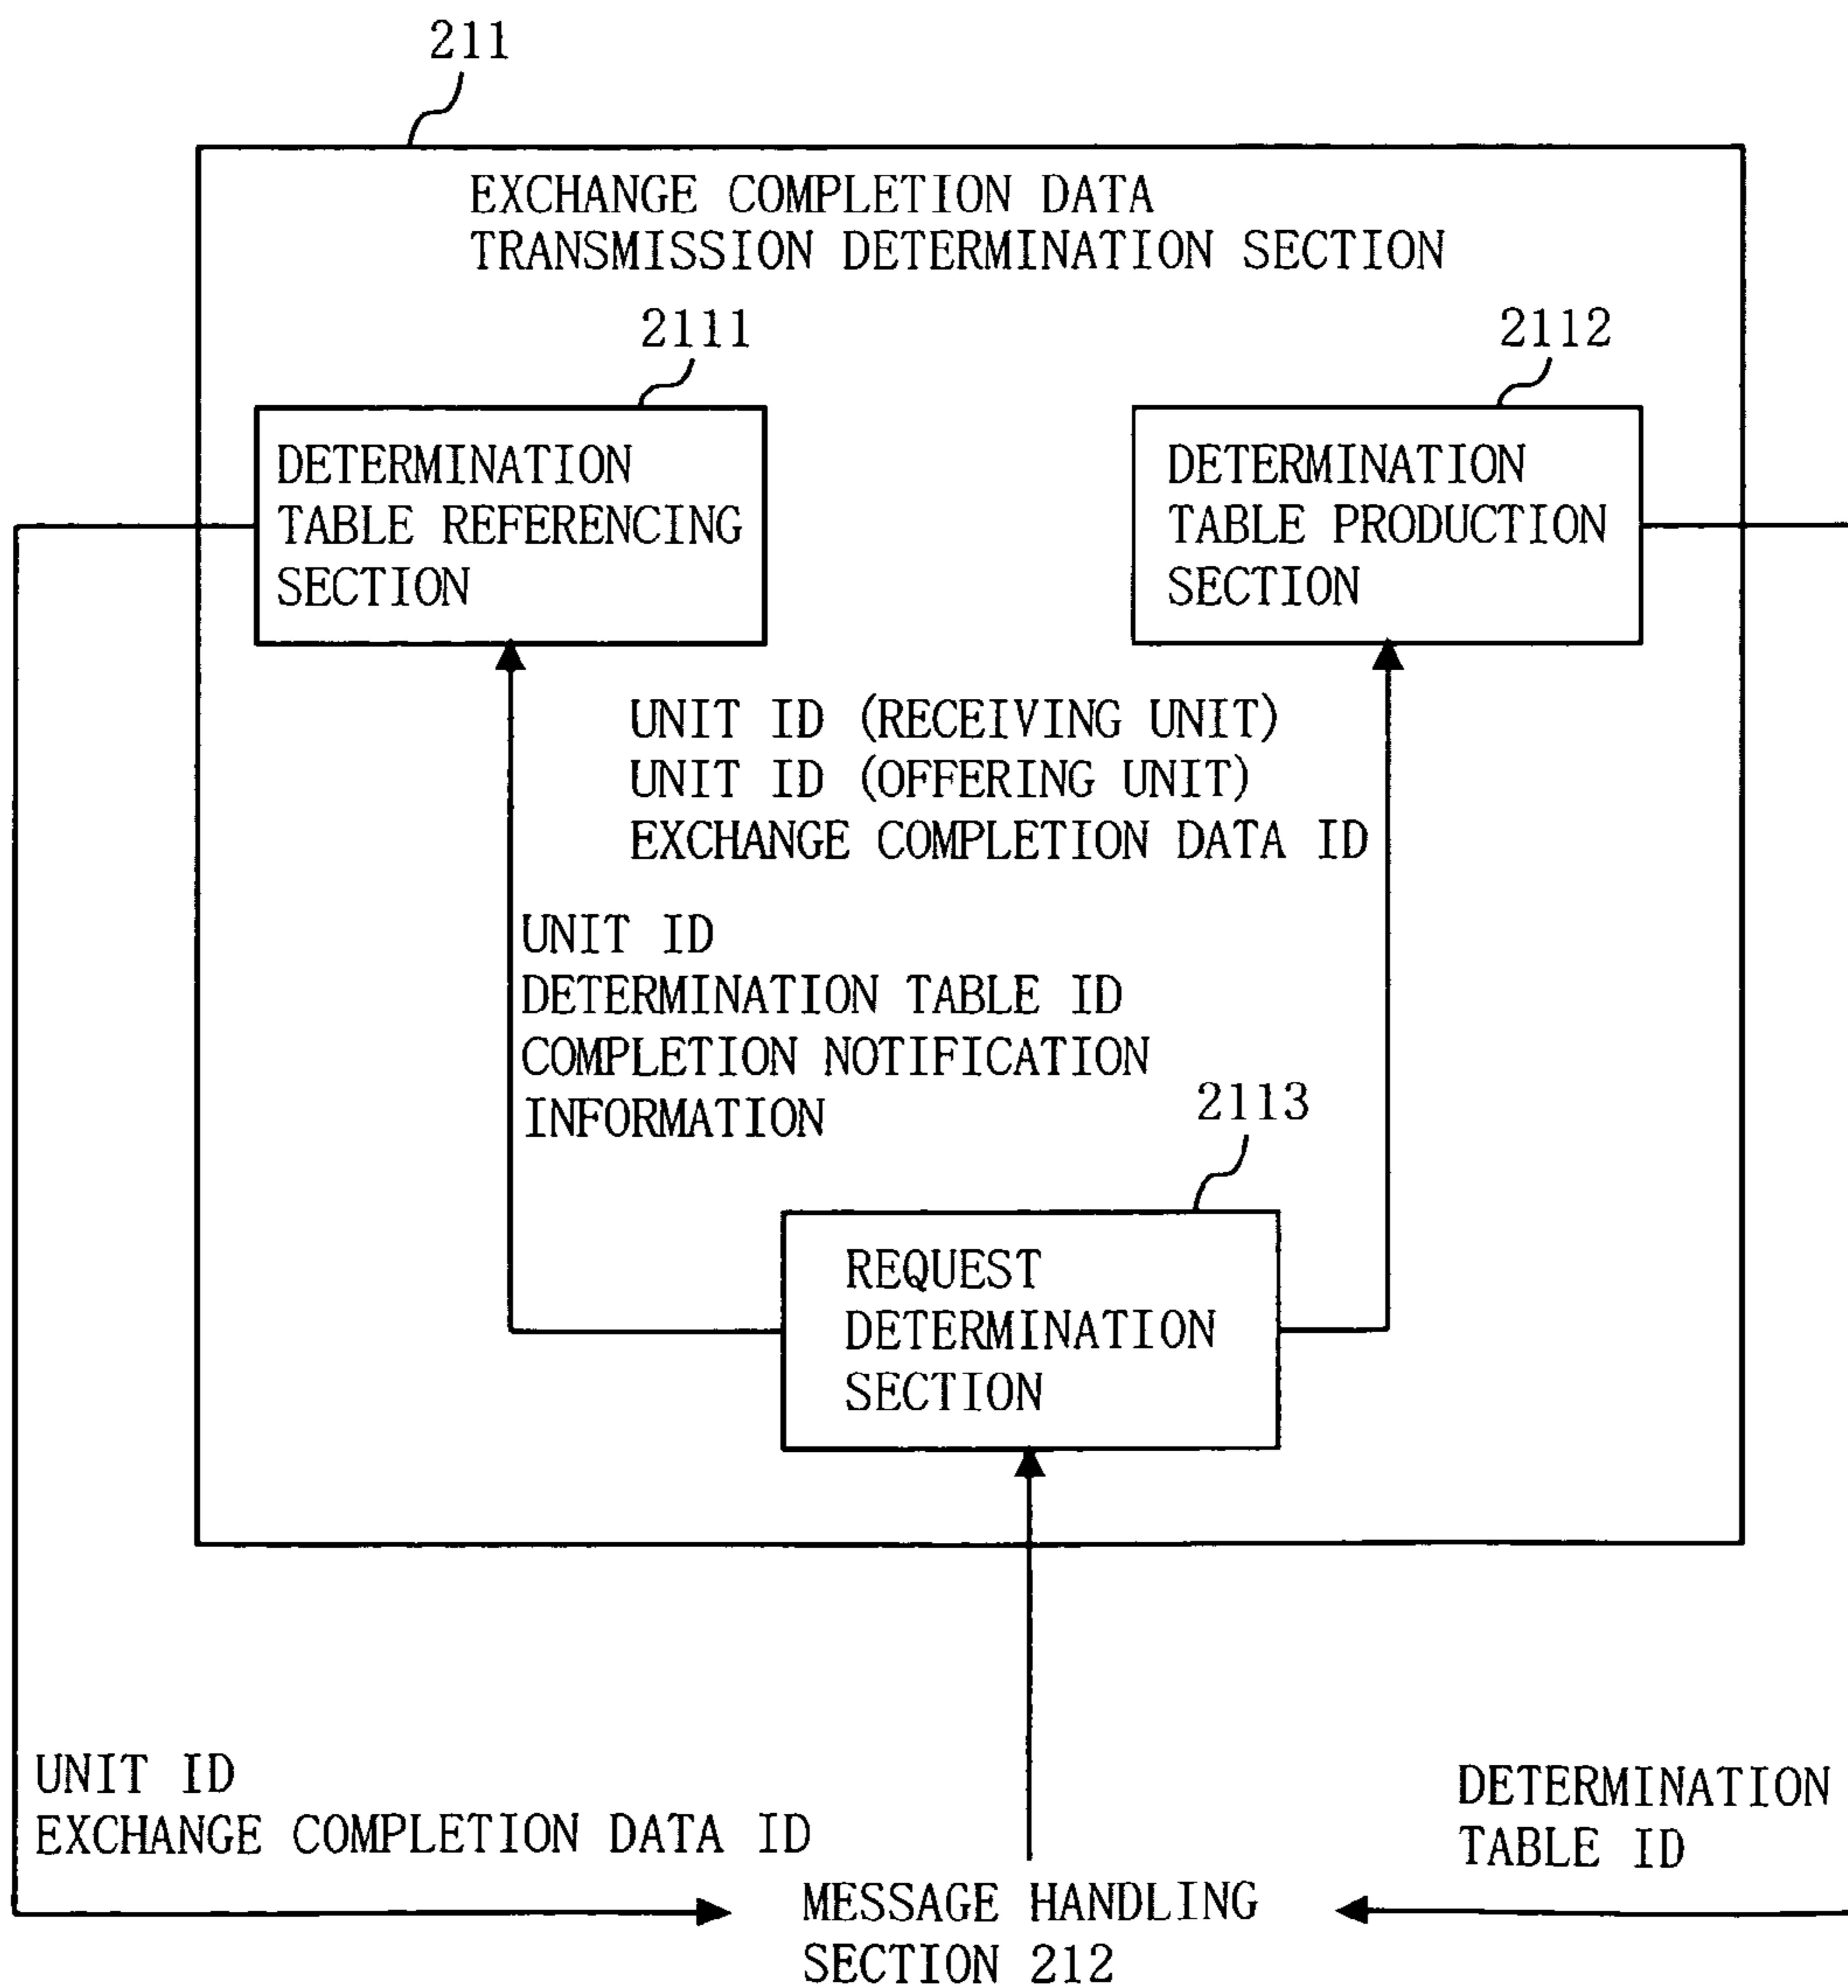 211
EXCHANGE COMPLETION DATA
TRANSMISSION DETERMINATION SECTION
2111
2112
DETERMINATION
TABLE REFERENCING
SECTION
DETERMINATION
TABLE PRODUCTION
SECTION
UNIT ID (RECEIVING UNIT)
UNIT ID (OFFERING UNIT)
EXCHANGE COMPLETION DATA ID
UNIT ID
DETERMINATION TABLE ID
COMPLETION NOTIFICATION
INFORMATION
2113
REQUEST
DETERMINATION
SECTION
UNIT ID
EXCHANGE COMPLETION DATA ID
DETERMINATION
TABLE ID
MESSAGE HANDLING
SECTION 212